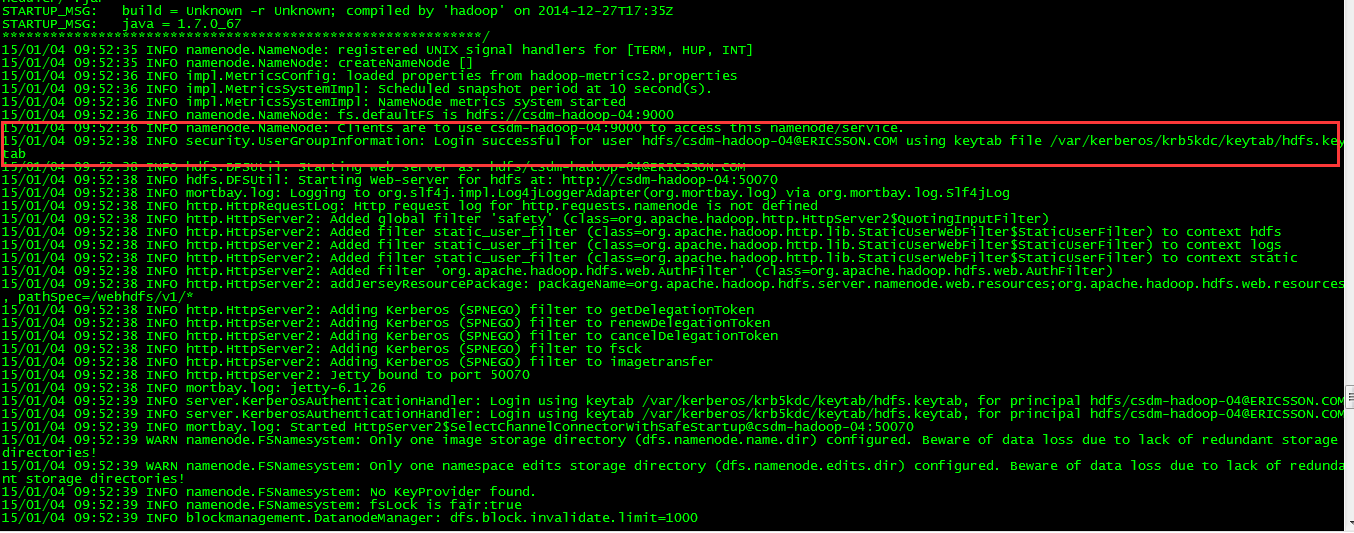 STARTUP_MSG:   build = Unknown -r Unknown; compiled by 'hadoop' on 2014-12-27T17:35Z
STARTUP_MSG:   java = 1.7.0_67
************************************************************/
15/01/04 09:52:35 INFO namenode.NameNode: registered UNIX signal handlers for [TERM, HUP, INT]
15/01/04 09:52:35 INFO namenode.NameNode: createNameNode []
15/01/04 09:52:36 INFO impl.MetricsConfig: loaded properties from hadoop-metrics2.properties
15/01/04 09:52:36 INFO impl.MetricsSystemImpl: Scheduled snapshot period at 10 second(s).
15/01/04 09:52:36 INFO impl.MetricsSystemImpl: NameNode metrics system started
15/01/04 09:52:36 INFO namenode.NameNode: fs.defaultFS is hdfs://csdm-hadoop-04:9000
15/01/04 09:52:36 INFO namenode.NameNode: Clients are to use csdm-hadoop-04:9000 to access this namenode/service.
15/01/04 09:52:38 INFO security.UserGroupInformation: Login successful for user hdfs/csdm-hadoop-04@ERICSSON.COM using keytab file /var/kerberos/krb5kdc/keytab/hdfs.key
tab
15/01/04 09:52:38 INFO hdfs.DFSUtil: Starting web server as: hdfs/csdm-hadoop-04@ERICSSON.COM
15/01/04 09:52:38 INFO hdfs.DFSUtil: Starting Web-server for hdfs at: http://csdm-hadoop-04:50070
15/01/04 09:52:38 INFO mortbay.log: Logging to org.slf4j.impl.Log4jLoggerAdapter(org.mortbay.log) via org.mortbay.log.Slf4jLog
15/01/04 09:52:38 INFO http.HttpRequestLog: Http request log for http.requests.namenode is not defined
15/01/04 09:52:38 INFO http.HttpServer2: Added global filter 'safety' (class=org.apache.hadoop.http.HttpServer2$QuotingInputFilter)
15/01/04 09:52:38 INFO http.HttpServer2: Added filter static_user_filter (class=org.apache.hadoop.http.lib.StaticUserWebFilter$StaticUserFilter) to context hdfs
15/01/04 09:52:38 INFO http.HttpServer2: Added filter static_user_filter (class=org.apache.hadoop.http.lib.StaticUserWebFilter$StaticUserFilter) to context logs
15/01/04 09:52:38 INFO http.HttpServer2: Added filter static_user_filter (class=org.apache.hadoop.http.lib.StaticUserWebFilter$StaticUserFilter) to context static
15/01/04 09:52:38 INFO http.HttpServer2: Added filter 'org.apache.hadoop.hdfs.web.AuthFilter' (class=org.apache.hadoop.hdfs.web.AuthFilter)
15/01/04 09:52:38 INFO http.HttpServer2: addJerseyResourcePackage: packageName=org.apache.hadoop.hdfs.server.namenode.web.resources;org.apache.hadoop.hdfs.web.resources
, pathSpec=/webhdfs/v1/*
15/01/04 09:52:38 INFO http.HttpServer2: Adding Kerberos (SPNEGO) filter to getDelegationToken
15/01/04 09:52:38 INFO http.HttpServer2: Adding Kerberos (SPNEGO) filter to renewDelegationToken
15/01/04 09:52:38 INFO http.HttpServer2: Adding Kerberos (SPNEGO) filter to cancelDelegationToken
15/01/04 09:52:38 INFO http.HttpServer2: Adding Kerberos (SPNEGO) filter to fsck
15/01/04 09:52:38 INFO http.HttpServer2: Adding Kerberos (SPNEGO) filter to imagetransfer
15/01/04 09:52:38 INFO http.HttpServer2: Jetty bound to port 50070
15/01/04 09:52:38 INFO mortbay.log: jetty-6.1.26
15/01/04 09:52:39 INFO server.KerberosAuthenticationHandler: Login using keytab /var/kerberos/krb5kdc/keytab/hdfs.keytab, for principal hdfs/csdm-hadoop-04@ERICSSON.COM
15/01/04 09:52:39 INFO server.KerberosAuthenticationHandler: Login using keytab /var/kerberos/krb5kdc/keytab/hdfs.keytab, for principal hdfs/csdm-hadoop-04@ERICSSON.COM
15/01/04 09:52:39 INFO mortbay.log: Started HttpServer2$SelectChannelConnectorWithSafeStartup@csdm-hadoop-04:50070
15/01/04 09:52:39 WARN namenode.FSNamesystem: Only one image storage directory (dfs.namenode.name.dir) configured. Beware of data loss due to lack of redundant storage
directories!
15/01/04 09:52:39 WARN namenode.FSNamesystem: Only one namespace edits storage directory (dfs.namenode.edits.dir) configured. Beware of data loss due to lack of redunda
nt storage directories!
15/01/04 09:52:39 INFO namenode.FSNamesystem: No KeyProvider found.
15/01/04 09:52:39 INFO namenode.FSNamesystem: fsLock is fair:true
15/01/04 09:52:39 INFO blockmanagement.DatanodeManager: dfs.block.invalidate.limit=1000